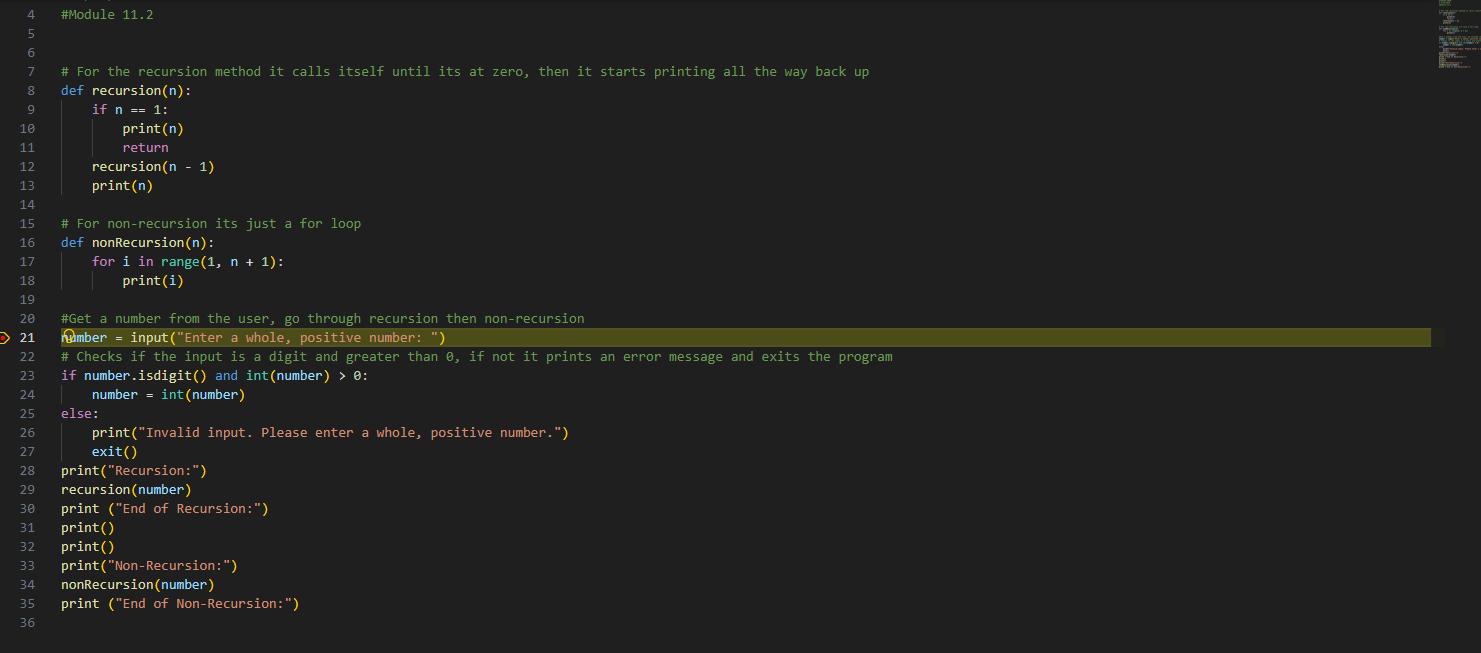 4 #Module 11.2
5
6
7 # For the recursion method it calls itself until its at zero, then it starts printing all the way back up
8 def recursion(n):
9 if n == 1:
10 print(n)
11 return
12 recursion(n - 1)
13 print(n)
14
15 # For non-recursion its just a for loop
16 def nonRecursion(n):
17 for i in range(1, n + 1):
18 print(i)
19
20 #Get a number from the user, go through recursion then non-recursion
21 number = input("Enter a whole, positive number: ")
22 # Checks if the input is a digit and greater than 0, if not it prints an error message and exits the program
23 if number.isdigit() and int(number) > 0:
24 number = int(number)
25 else:
26 print("Invalid input. Please enter a whole, positive number.")
27 exit()
28 print("Recursion:")
29 recursion(number)
30 print ("End of Recursion:")
31 print()
32 print()
33 print("Non-Recursion:")
34 nonRecursion(number)
35 print ("End of Non-Recursion:")
36